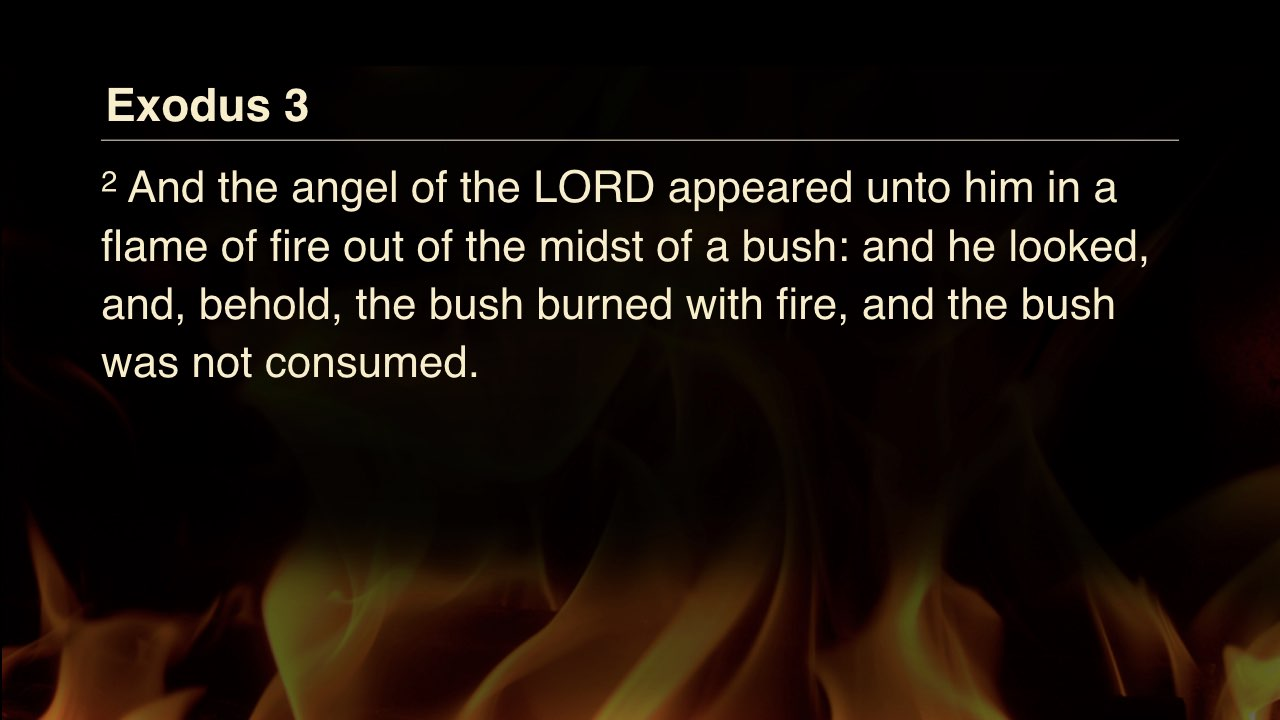 Exodus 3
² And the angel of the LORD appeared unto him in a
flame of fire out of the midst of a bush: and he looked,
and, behold, the bush burned with fire, and the bush
was not consumed.